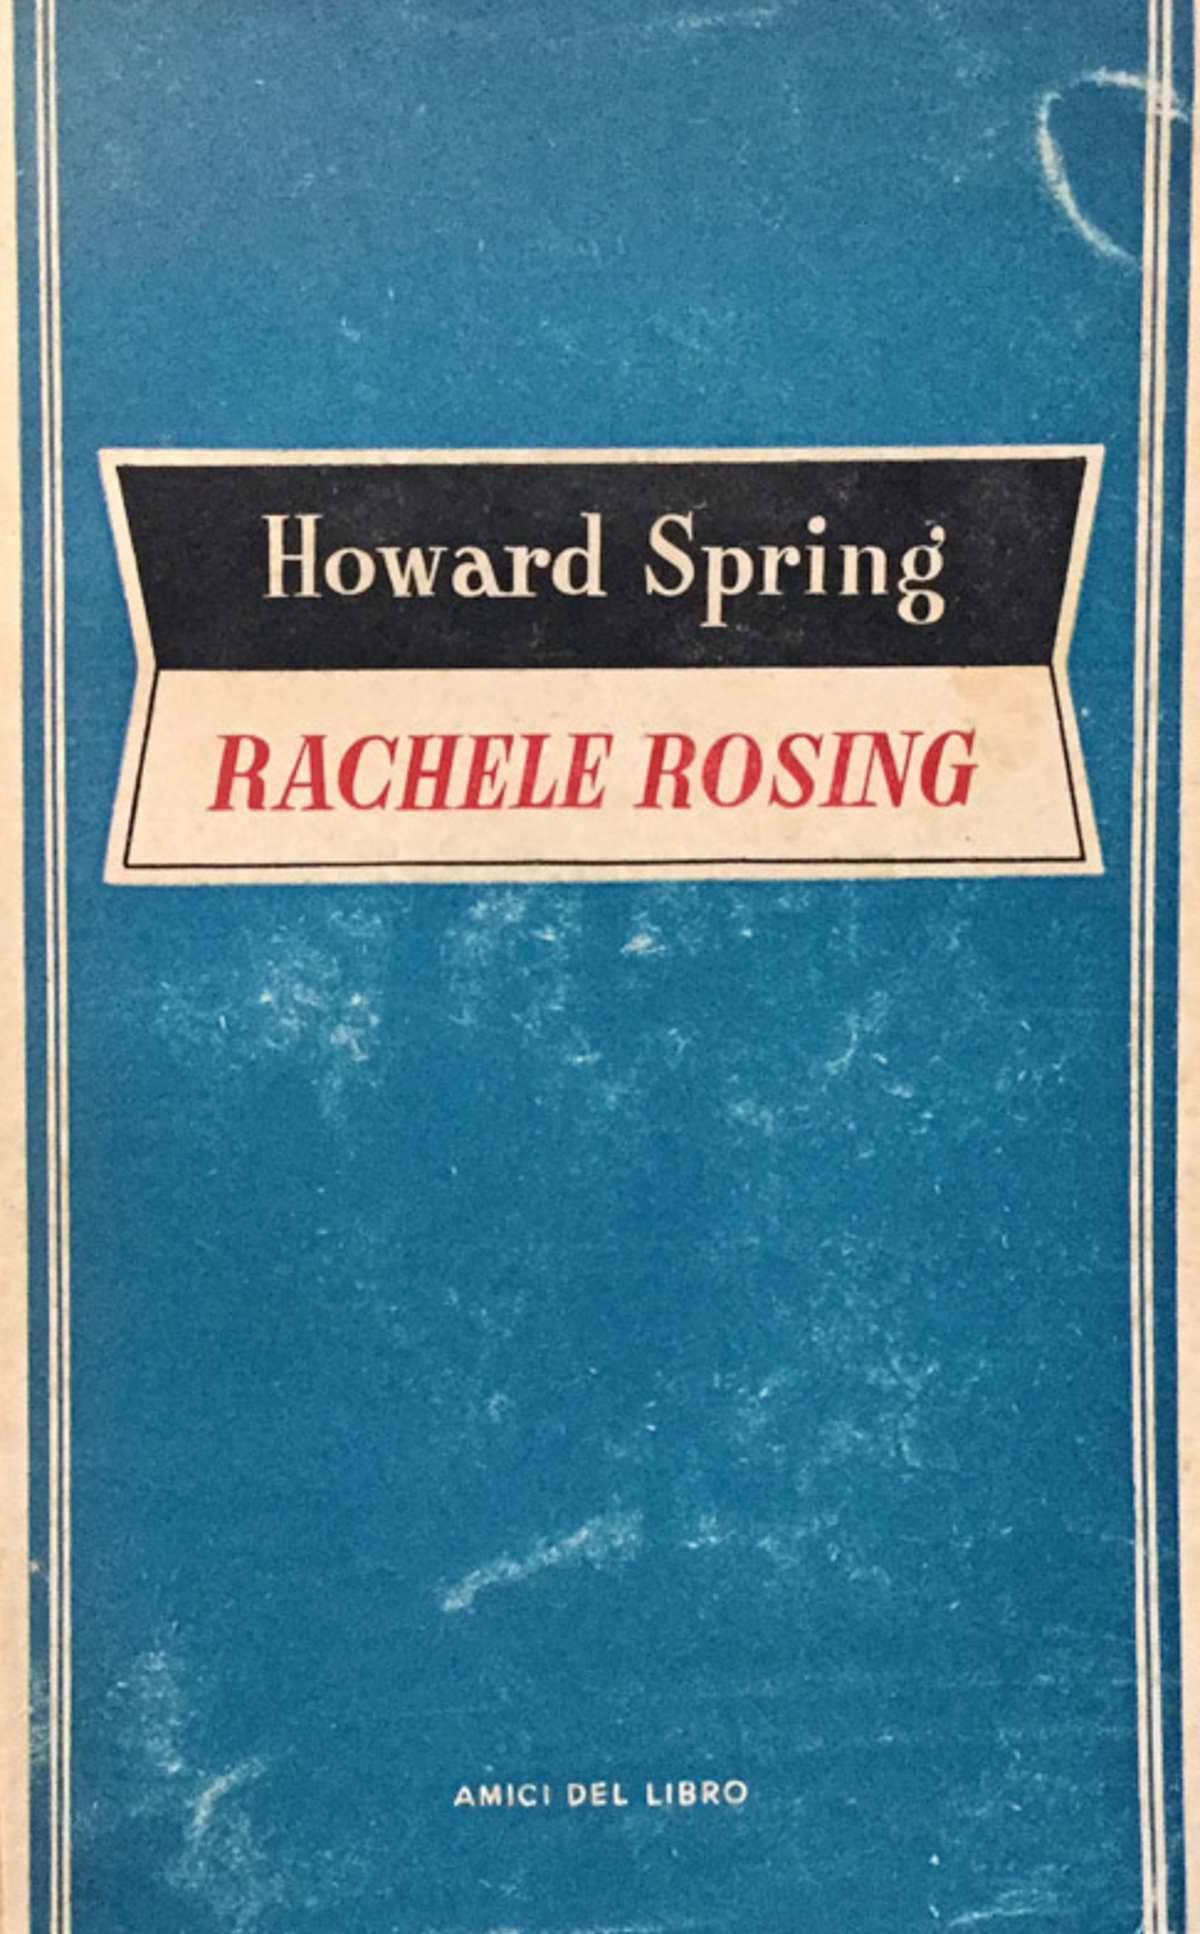 Howard Spring
RACHELE ROSING
AMICI DEL LIBRO